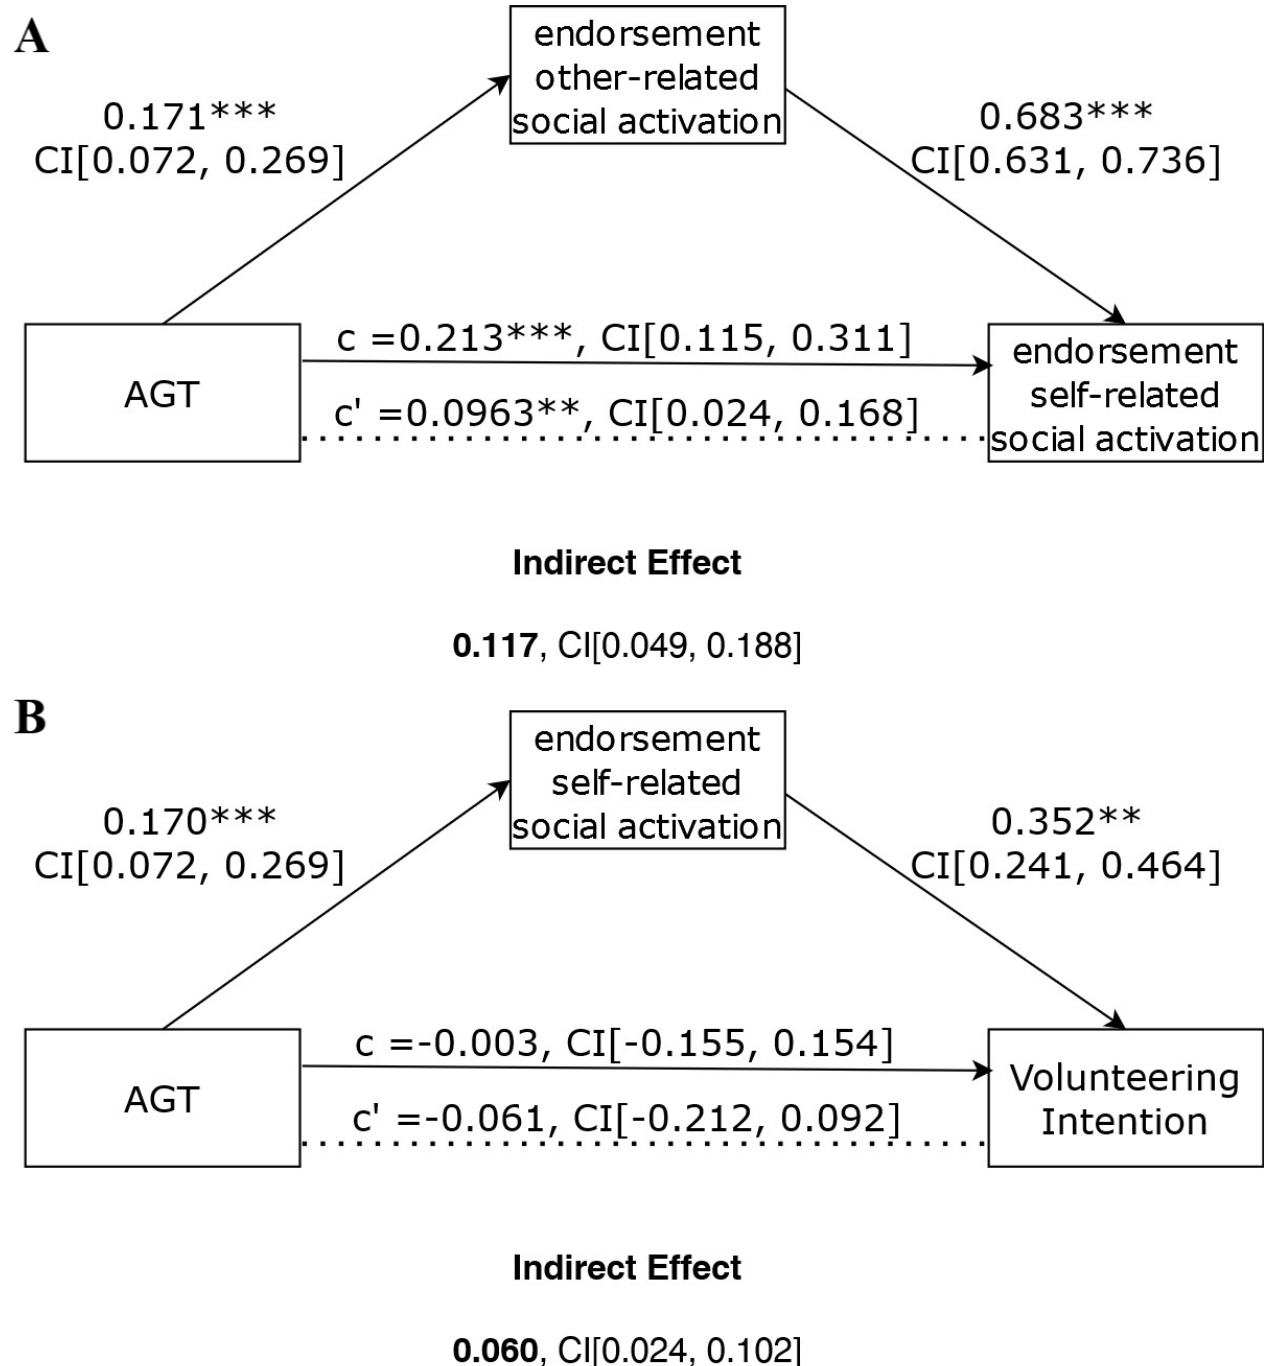 A
endorsement
other-related
social activation
0.171***
CI[0.072, 0.269]
0.683***
CI[0.631, 0.736]
AGT
c =0.213***, CI[0.115, 0.311]
c' =0.0963**, CI[0.024, 0.168]
endorsement
self-related
social activation
Indirect Effect
0.117, CI[0.049, 0.188]
B
endorsement
self-related
social activation
0.170***
CI[0.072, 0.269]
0.352**
CI[0.241, 0.464]
AGT
c =-0.003, CI[-0.155, 0.154]
c' =-0.061, CI[-0.212, 0.092]
Volunteering
Intention
Indirect Effect
0.060, CI[0.024, 0.102]